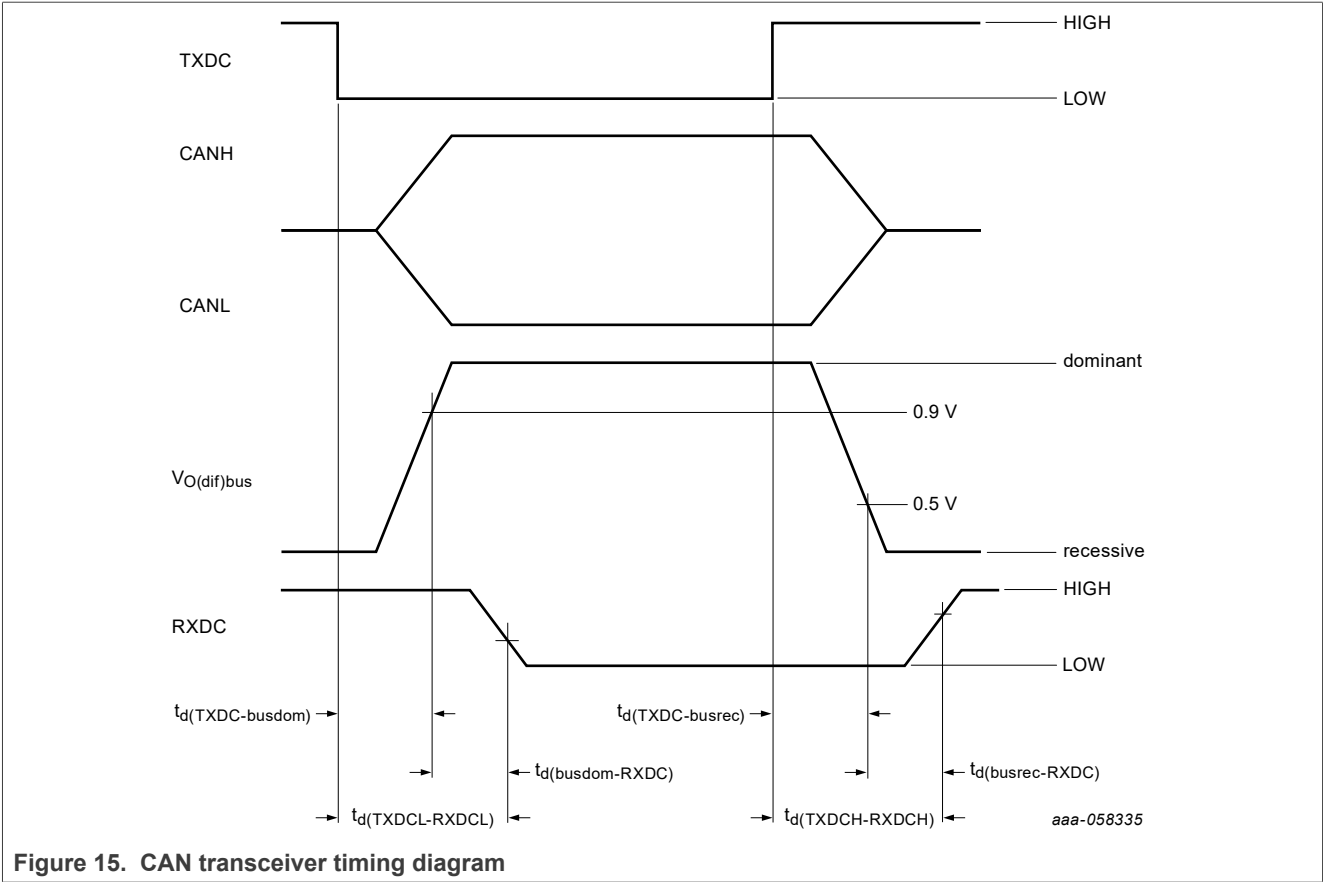 HIGH
TXDC
LOW
CANH
CANL
dominant
0.9 V
VO(dif)bus
0.5 V
recessive
HIGH
RXDC
LOW
td(TXDC-busdom)
td(TXDC-busrec)
td(busdom-RXDC)
td(busrec-RXDC)
td(TXDCL-RXDCL)
td(TXDCH-RXDCH)
aaa-058335
Figure 15. CAN transceiver timing diagram